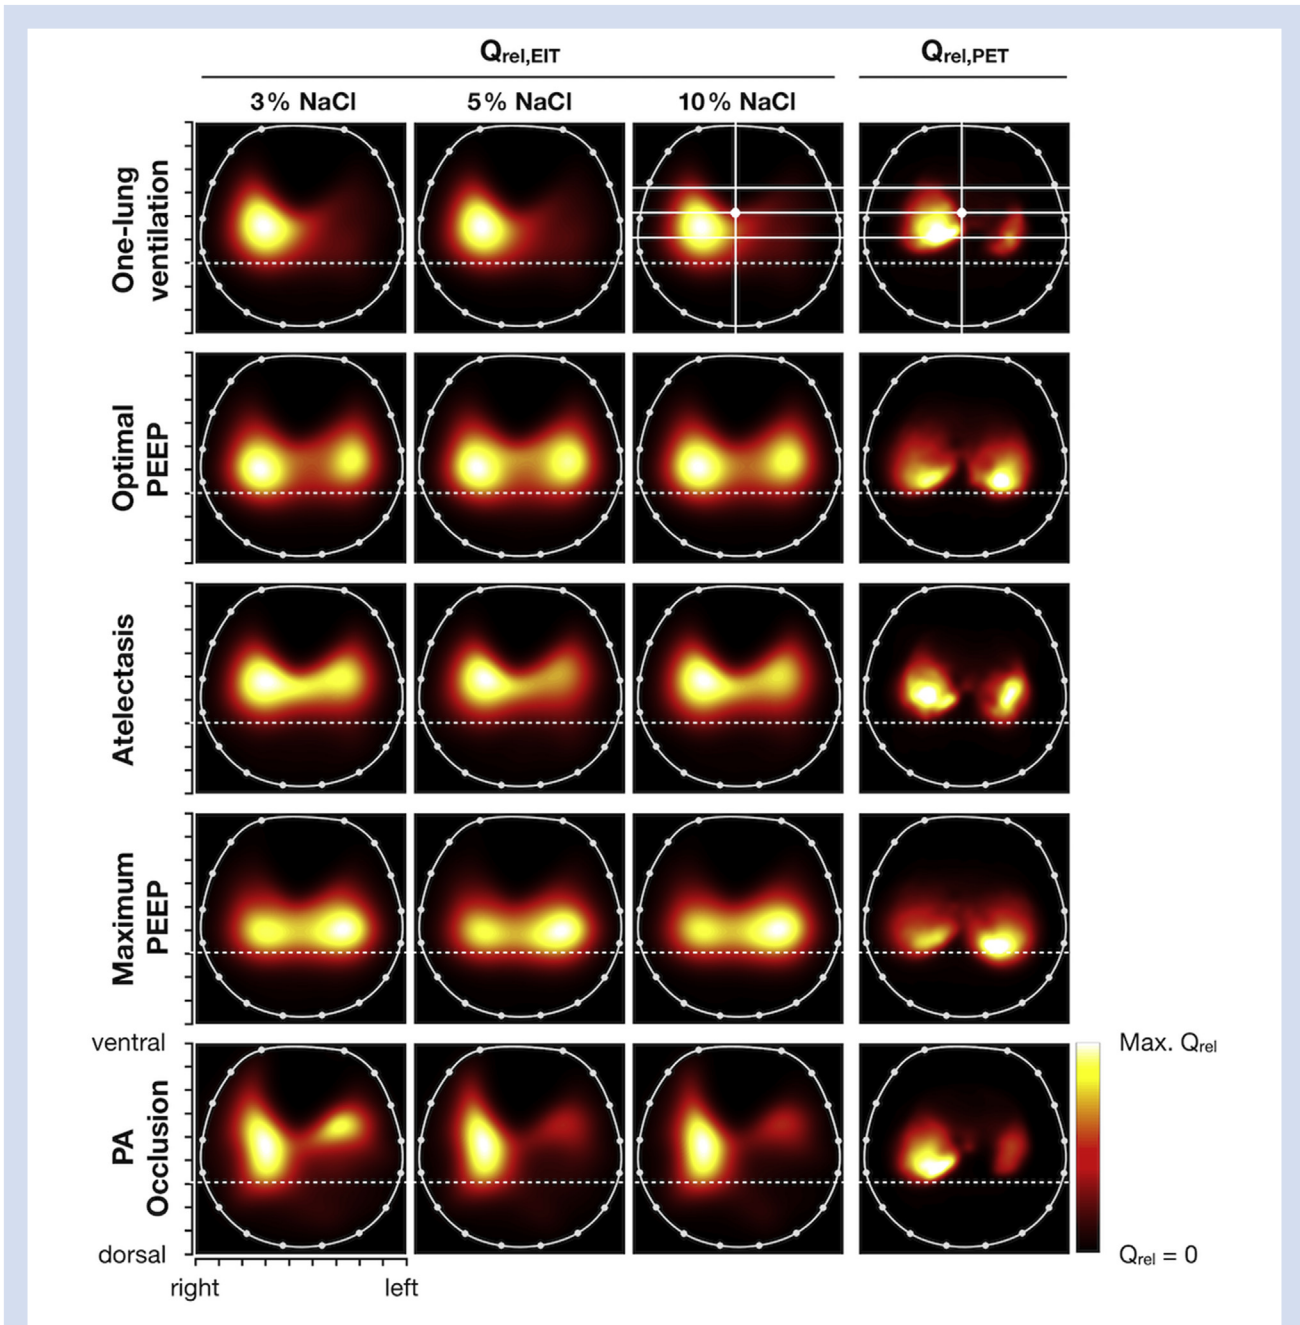 Qrel,EIT
Qrel,PET
3% NaCl
5% NaCl
10% NaCl
One-lung
ventilation
Optimal
PEEP
Atelectasis
Maximum
PEEP
ventral
PA
Occlusion
dorsal
right
left
Max. Qrel
Qrel = 0